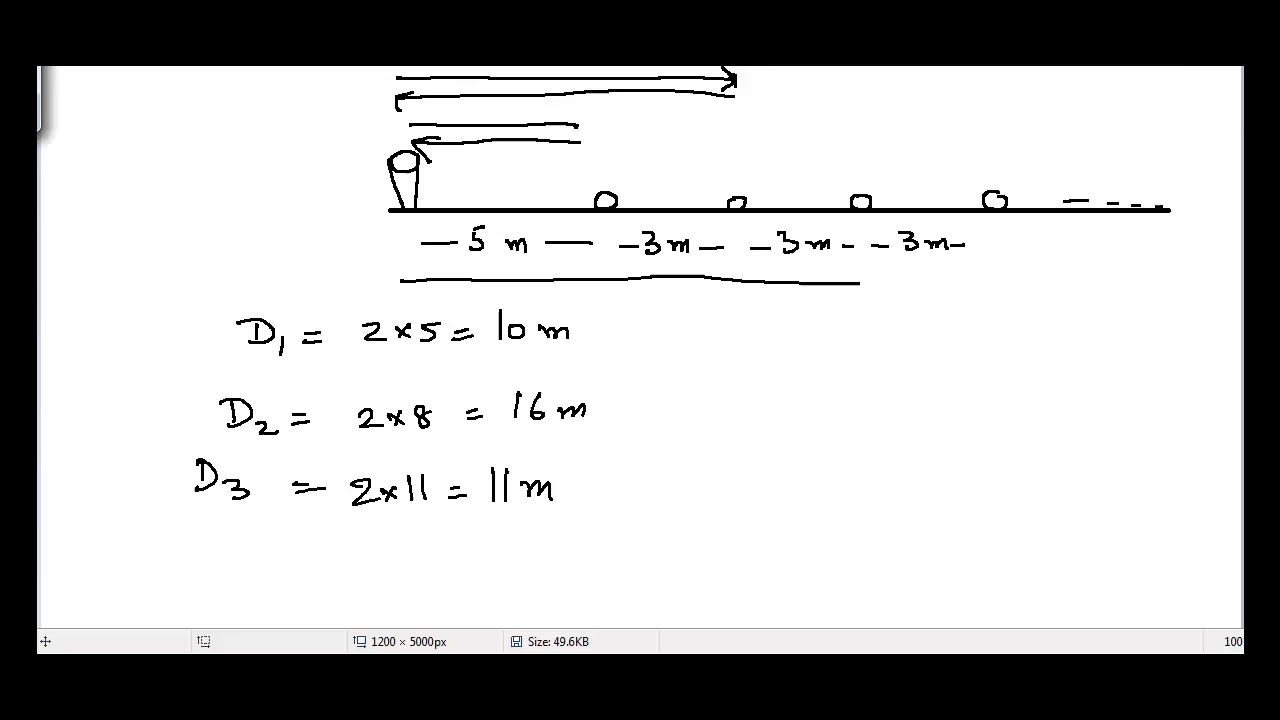 — 5 m — – 3 m – – 3 m - - 3 m -
D1 = 2 × 5 = 10 m
D2 = 2 × 8 = 16 m
D3 = 2 × 11 = 11 m
1200 × 5000px Size: 49.6KB 100